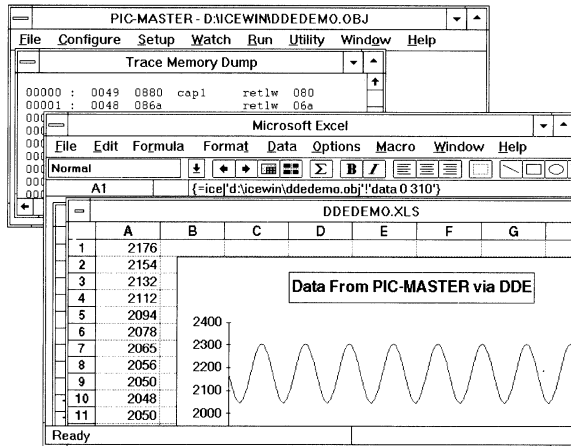 PIC-MASTER - D:\ICEWIN\DDEDEMO.OBJ
File Configure Setup Watch Run Utility Window Help
Trace Memory Dump
00000 : 0049 0880 cap1 retlw 080
00001 : 0048 086a retlw 06a
Microsoft Excel
File Edit Formula Format Data Options Macro Window Help
Normal Σ B I
A1 {=ice|'d:\icewin\ddedemo.obj'!'data 0 310'}
DDEDEMO.XLS
A B C D E F G
1 2176
2 2154
3 2132
4 2112
5 2094
6 2078
7 2065
8 2056
9 2050
10 2048
11 2050
Data From PIC-MASTER via DDE
2400
2300
2200
2100
2000
Ready